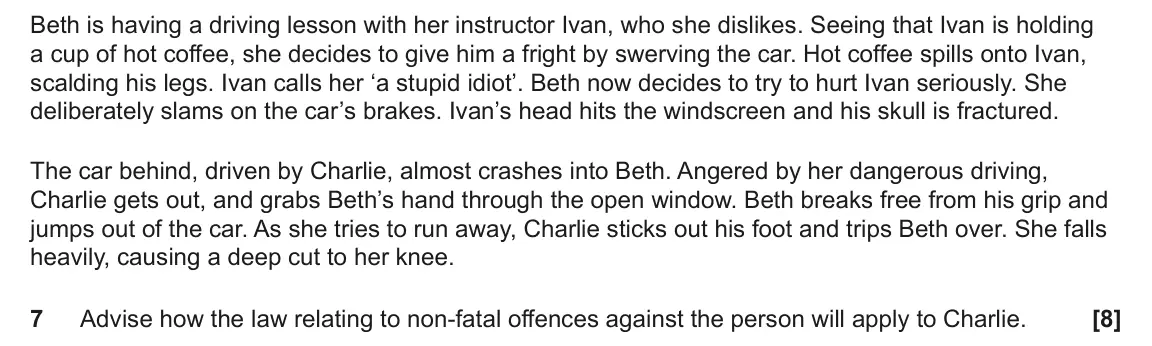 Beth is having a driving lesson with her instructor Ivan, who she dislikes. Seeing that Ivan is holding
a cup of hot coffee, she decides to give him a fright by swerving the car. Hot coffee spills onto Ivan,
scalding his legs. Ivan calls her ‘a stupid idiot’. Beth now decides to try to hurt Ivan seriously. She
deliberately slams on the car’s brakes. Ivan’s head hits the windscreen and his skull is fractured.
The car behind, driven by Charlie, almost crashes into Beth. Angered by her dangerous driving,
Charlie gets out, and grabs Beth’s hand through the open window. Beth breaks free from his grip and
jumps out of the car. As she tries to run away, Charlie sticks out his foot and trips Beth over. She falls
heavily, causing a deep cut to her knee.
7 Advise how the law relating to non-fatal offences against the person will apply to Charlie. [8]